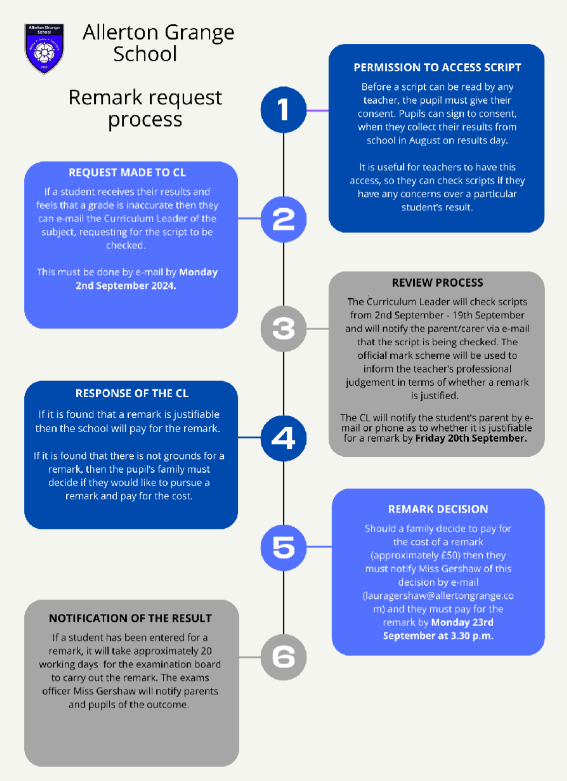 Allerton Grange
Allerton Grange
School
School
Remark request
process
1
PERMISSION TO ACCESS SCRIPT
Before a script can be read by any
teacher, the pupil must give their
consent. Pupils can sign to consent,
when they collect their results from
school in August on results day.
It is useful for teachers to have this
access, so they can check scripts if they
have any concerns over a particular
student's result.
2
REQUEST MADE TO CL
If a student receives their results and
feels that a grade is inaccurate then they
can e-mail the Curriculum Leader of the
subject, requesting for the script to be
checked.
This must be done by e-mail by Monday
2nd September 2024.
3
REVIEW PROCESS
The Curriculum Leader will check scripts
from 2nd September - 19th September
and will notify the parent/carer via e-mail
that the script is being checked. The
official mark scheme will be used to
inform the teacher's professional
judgement in terms of whether a remark
is justified.
The CL will notify the student's parent by e-
mail or phone as to whether it is justifiable
for a remark by Friday 20th September.
4
RESPONSE OF THE CL
If it is found that a remark is justifiable
then the school will pay for the remark.
If it is found that there is not grounds for a
remark, then the pupil's family must
decide if they would like to pursue a
remark and pay for the cost.
5
REMARK DECISION
Should a family decide to pay for
the cost of a remark
(approximately £50) then they
must notify Miss Gershaw of this
decision by e-mail
(lauragershaw@allertongrange.co
m) and they must pay for the
remark by Monday 23rd
September at 3.30 p.m.
6
NOTIFICATION OF THE RESULT
If a student has been entered for a
remark, it will take approximately 20
working days for the examination board
to carry out the remark. The exams
officer Miss Gershaw will notify parents
and pupils of the outcome.